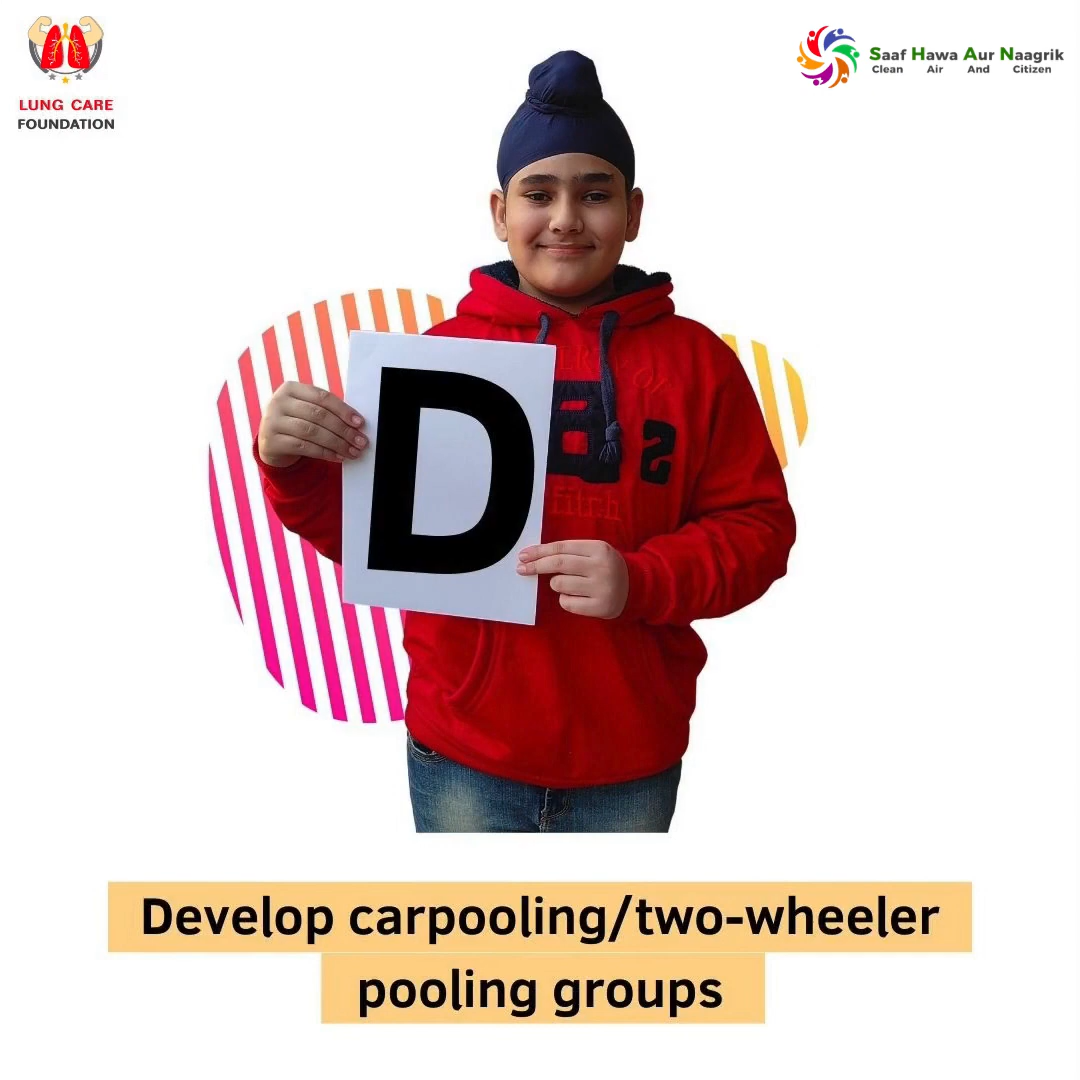 LUNG CARE
FOUNDATION
Saaf Hawa Aur Naagrik
Clean Air And Citizen
D
Develop carpooling/two-wheeler
pooling groups